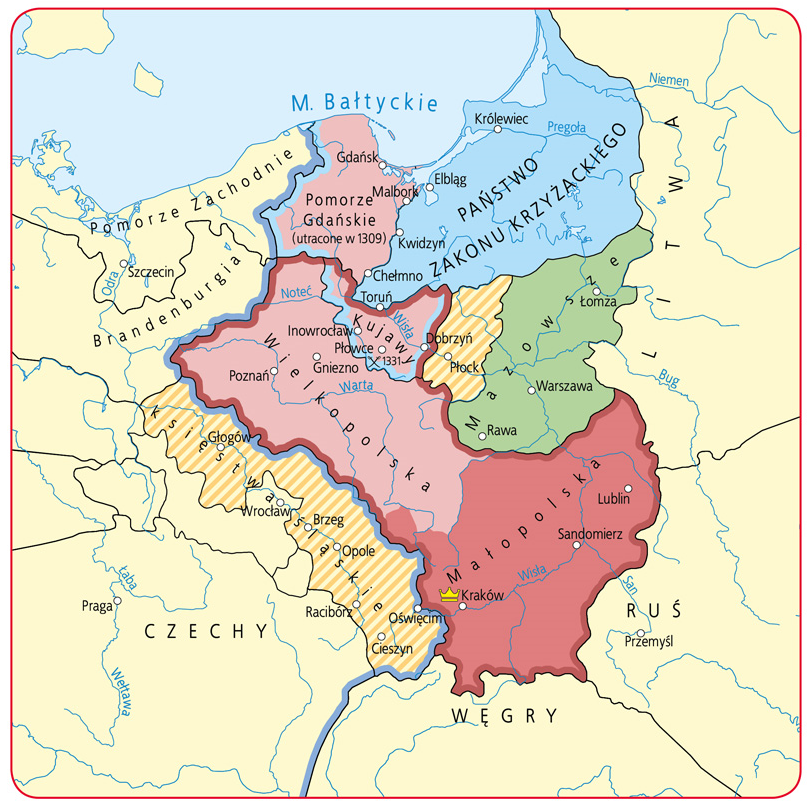 M. Bałtyckie
Niemen
Królewiec
Pregoła
LITWA
Gdańsk
Elbląg
Malbork
PAŃSTWO
ZAKONU KRZYŻACKIEGO
Pomorze Zachodnie
Pomorze
Gdańskie
(utracone w 1309)
Kwidzyn
Szczecin
Odra
Brandenburgia
Chełmno
Toruń
Noteć
Mazowsze
Łomża
Inowrocław
Kujawy
Wisła
Dobrzyń
Płowce
1331
Płock
Gniezno
Poznań
Wielkopolska
Warta
Warszawa
Bug
Rawa
księstwa śląskie
Głogów
Wrocław
Brzeg
Opole
Małopolska
Lublin
Sandomierz
Wisła
San
Kraków
Łaba
Praga
Racibórz
Oświęcim
Cieszyn
CZECHY
RUŚ
Przemyśl
Wełtawa
WĘGRY